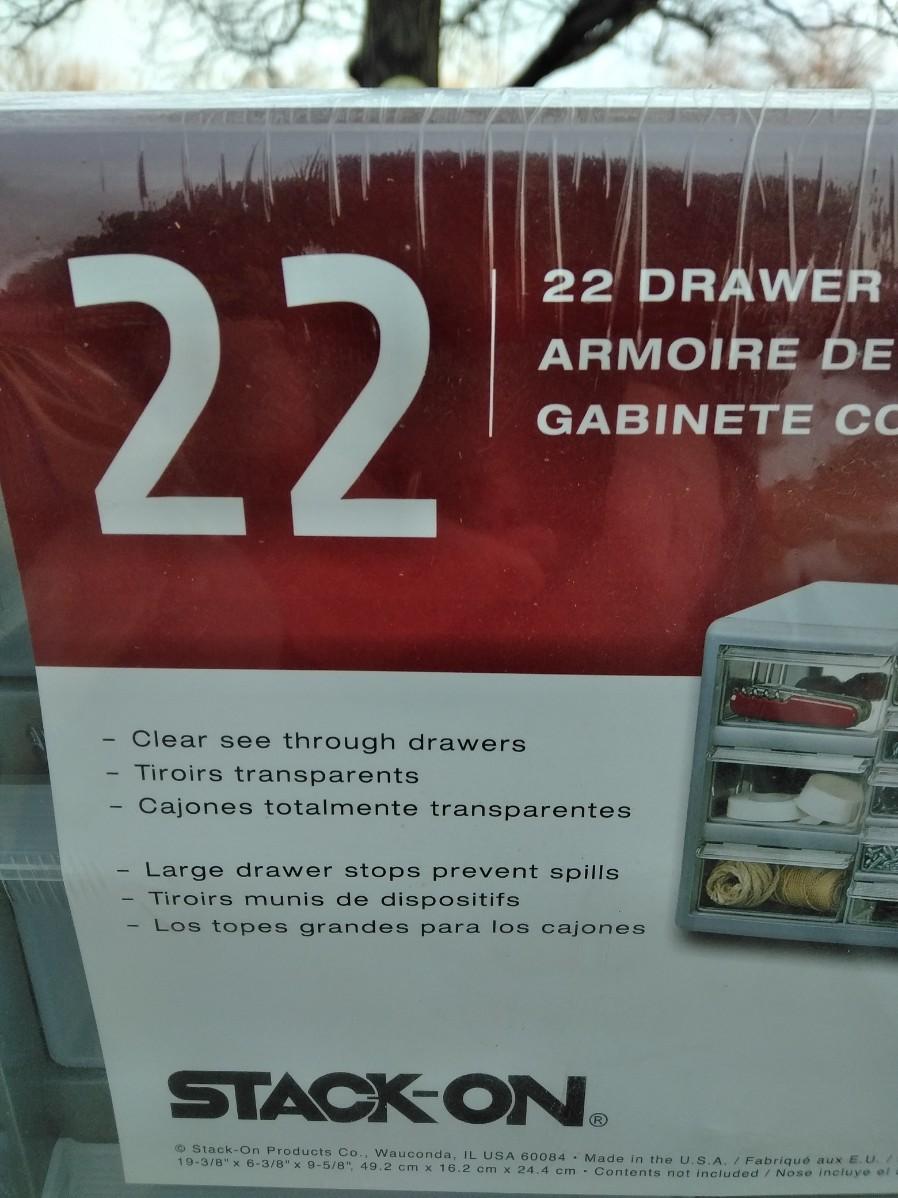 22
22 DRAWER
ARMOIRE DE
GABINETE CO
– Clear see through drawers
– Tiroirs transparents
– Cajones totalmente transparentes
– Large drawer stops prevent spills
– Tiroirs munis de dispositifs
– Los topes grandes para los cajones
STACK-ON®
© Stack-On Products Co., Wauconda, IL USA 60084 • Made in the U.S.A. / Fabriqué aux E.U. /
19-3/8" x 6-3/8" x 9-5/8", 49.2 cm x 16.2 cm x 24.4 cm • Contents not included / Nose incluye el